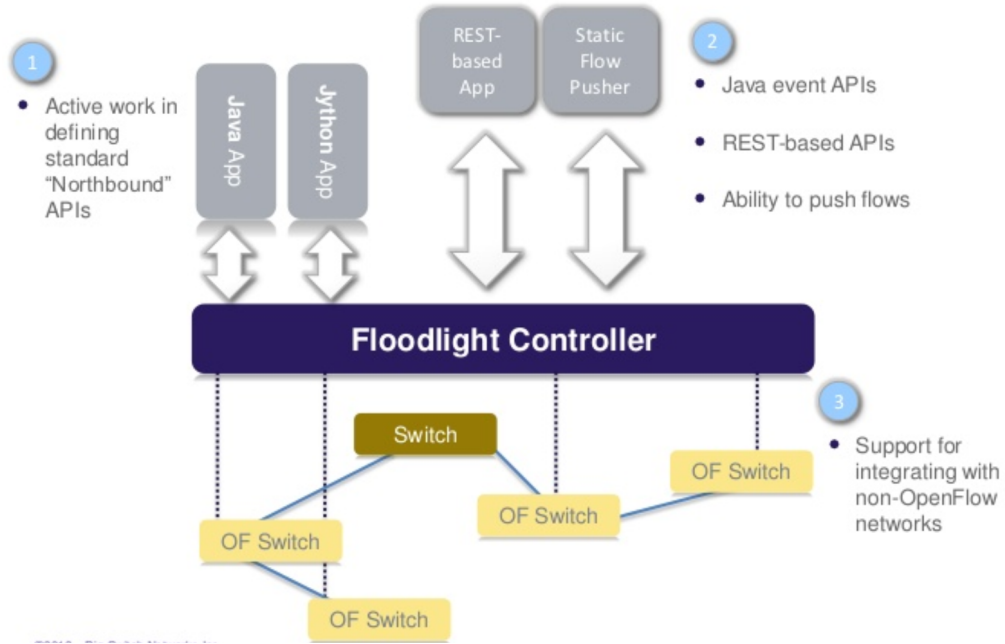 1
• Active work in
defining
standard
“Northbound”
APIs
Java App
Jython App
REST-
based
App
Static
Flow
Pusher
2
• Java event APIs
• REST-based APIs
• Ability to push flows
Floodlight Controller
Switch
OF Switch
OF Switch
OF Switch
OF Switch
3
• Support for
integrating with
non-OpenFlow
networks